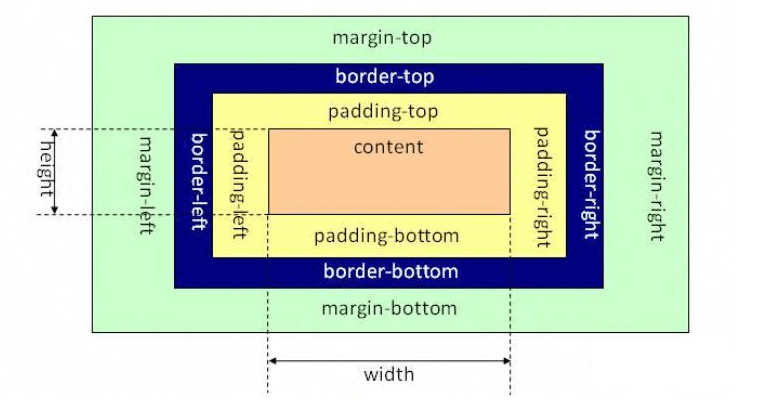 margin-top
border-top
padding-top
content
height
margin-left
border-left
padding-left
padding-right
border-right
margin-right
padding-bottom
border-bottom
margin-bottom
width